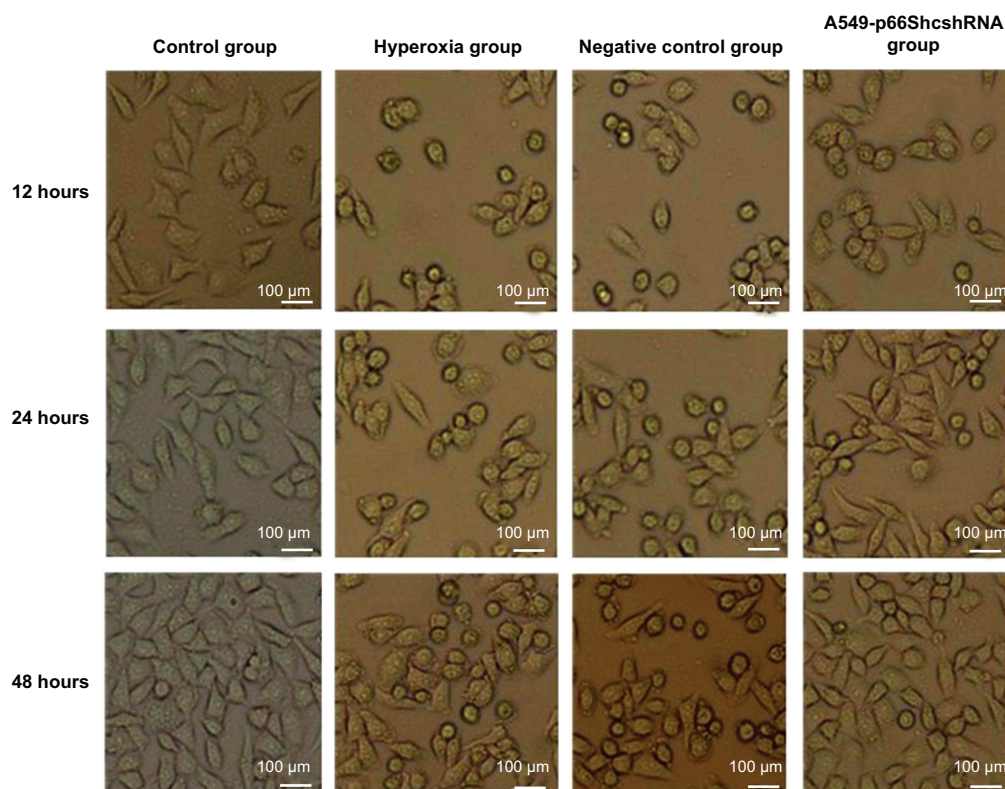 Control group
Hyperoxia group
Negative control group
A549-p66ShcshRNA
group
12 hours
100 µm
100 µm
100 µm
100 µm
24 hours
100 µm
100 µm
100 µm
100 µm
48 hours
100 µm
100 µm
100 µm
100 µm